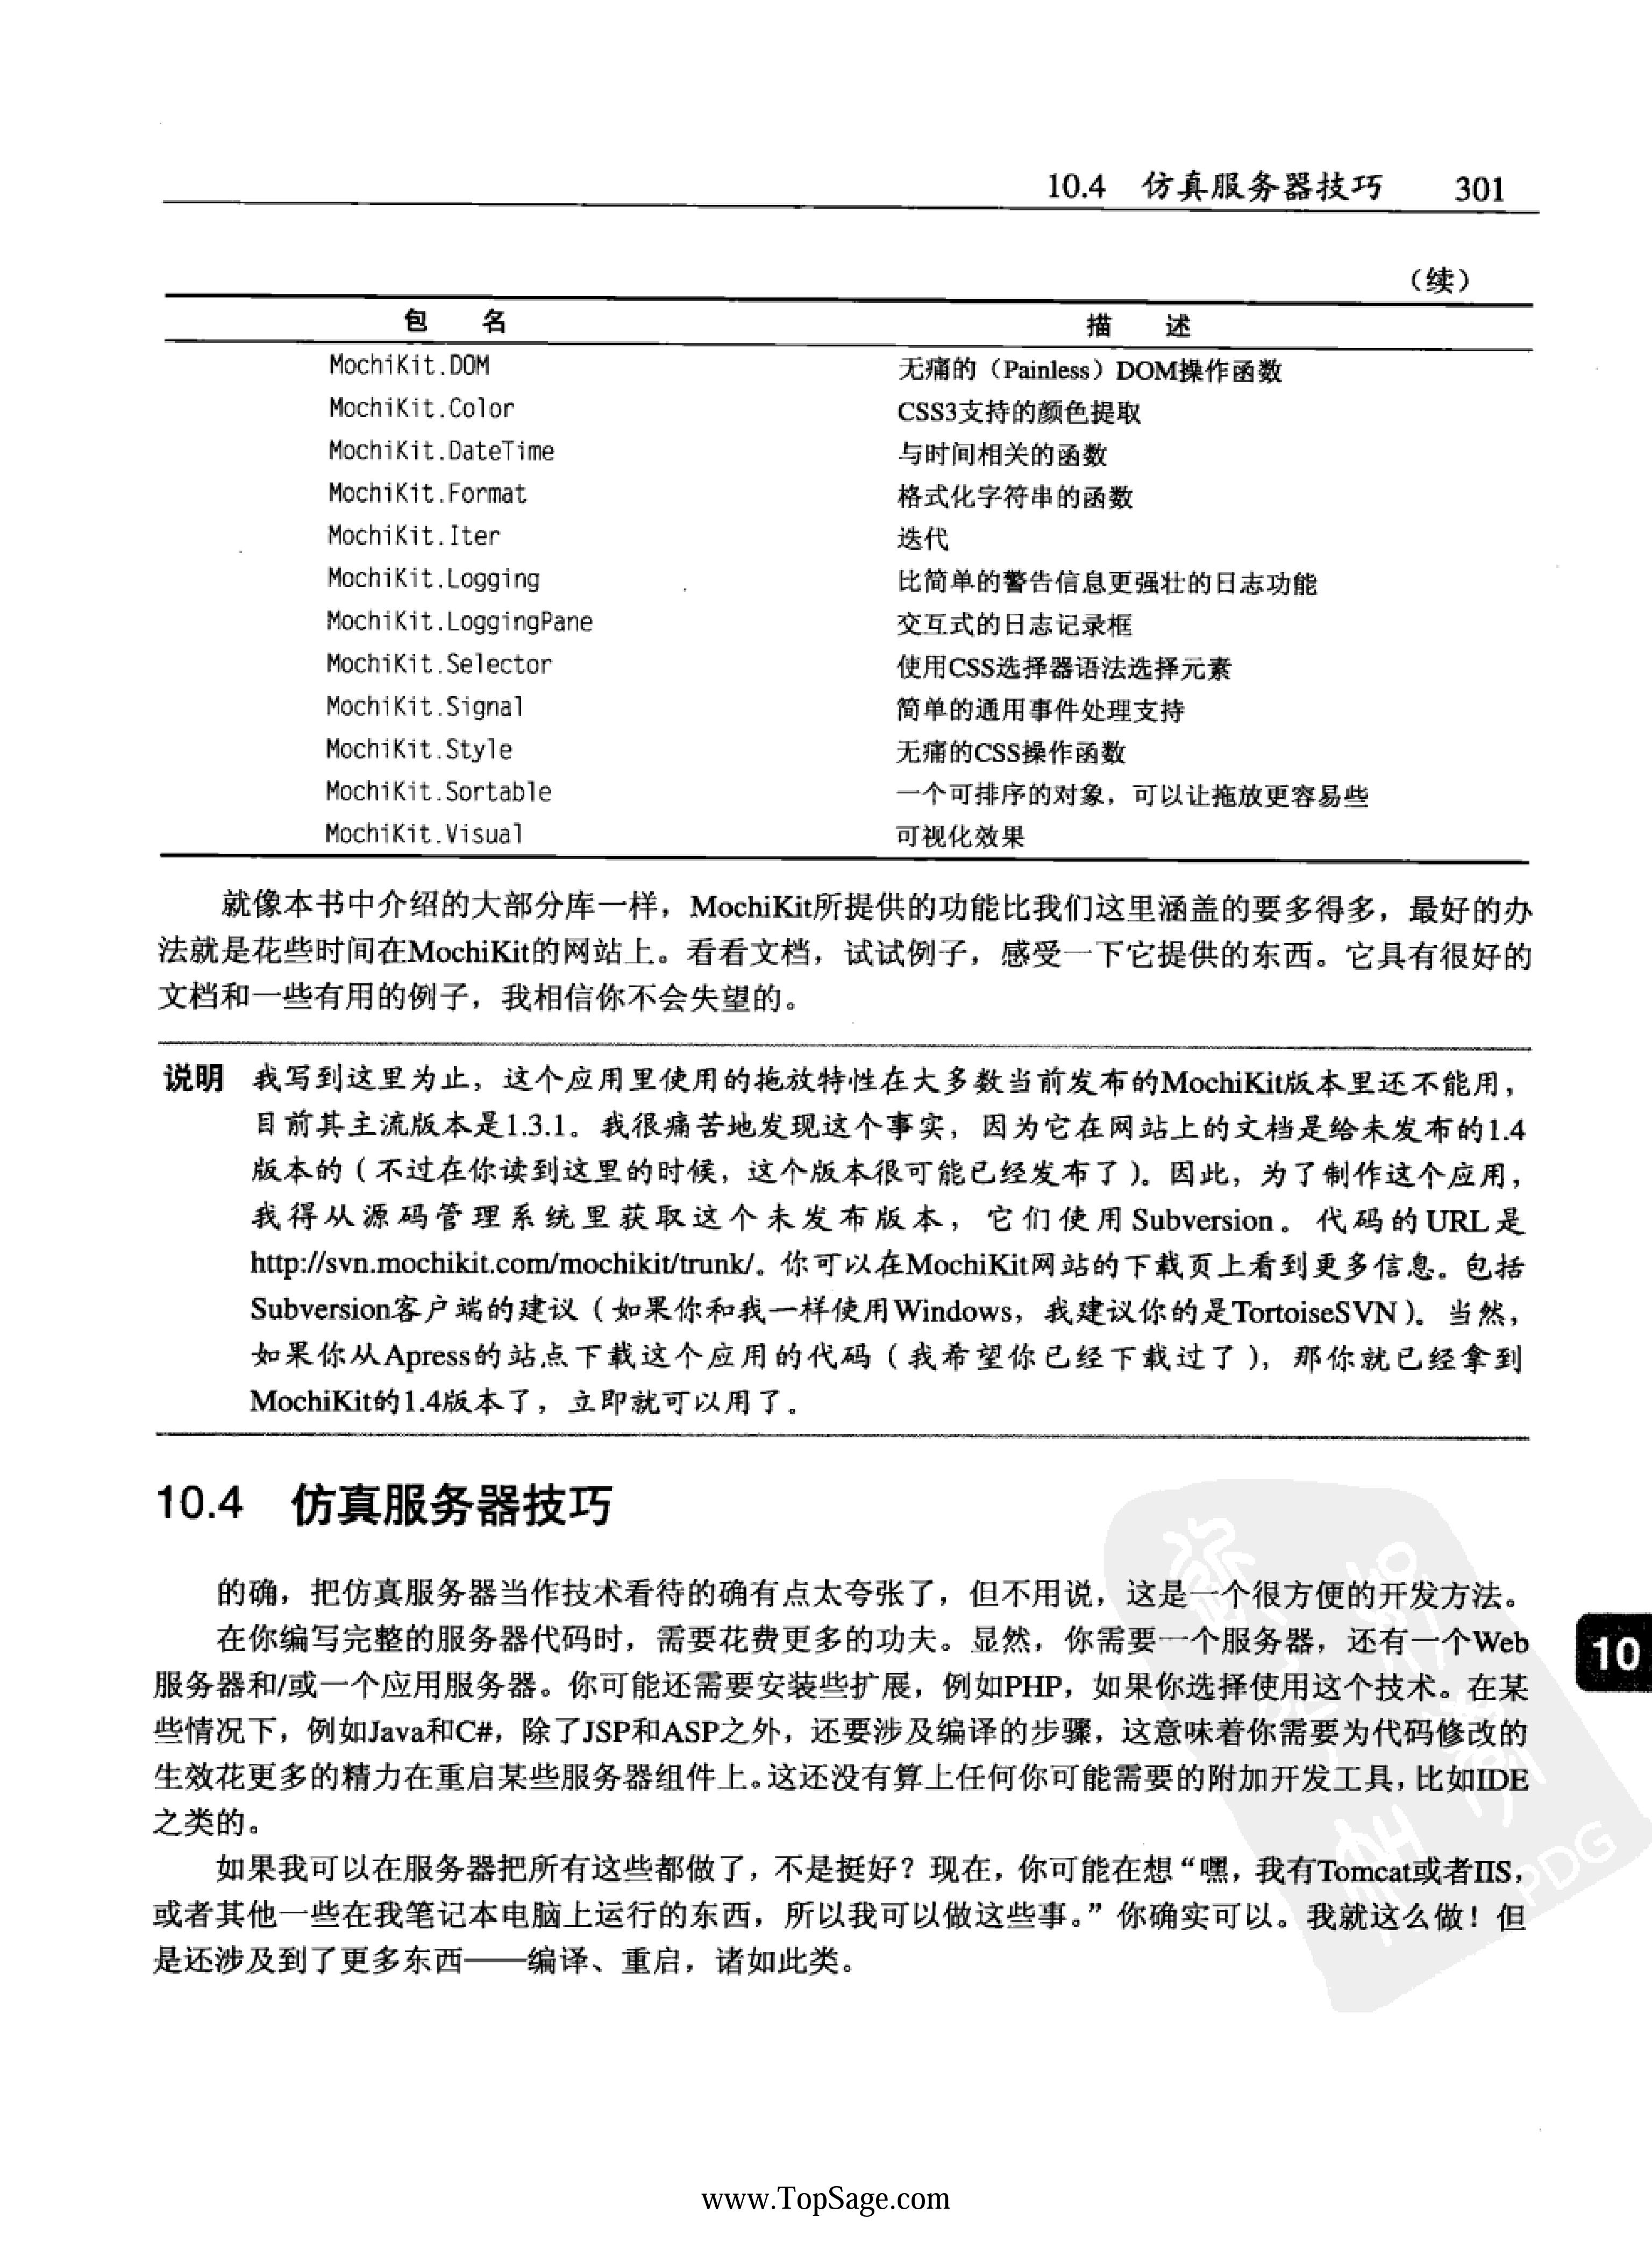 10.4 仿真服务器技巧 301
（续）
包 名 描 述
MochiKit.DOM 无痛的（Painless）DOM操作函数
MochiKit.Color CSS3支持的颜色提取
MochiKit.DateTime 与时间相关的函数
MochiKit.Format 格式化字符串的函数
MochiKit.Iter 迭代
MochiKit.Logging 比简单的警告信息更强壮的日志功能
MochiKit.LoggingPane 交互式的日志记录框
MochiKit.Selector 使用CSS选择器语法选择元素
MochiKit.Signal 简单的通用事件处理支持
MochiKit.Style 无痛的CSS操作函数
MochiKit.Sortable 一个可排序的对象，可以让拖放更容易些
MochiKit.Visual 可视化效果
就像本书中介绍的大部分库一样，MochiKit所提供的功能比我们这里涵盖的要多得多，最好的办
法就是花些时间在MochiKit的网站上。看看文档，试试例子，感受一下它提供的东西。它具有很好的
文档和一些有用的例子，我相信你不会失望的。
说明 我写到这里为止，这个应用里使用的拖放特性在大多数当前发布的MochiKit版本里还不能用，
目前其主流版本是1.3.1。我很痛苦地发现这个事实，因为它在网站上的文档是给未发布的1.4
版本的（不过在你读到这里的时候，这个版本很可能已经发布了）。因此，为了制作这个应用，
我得从源码管理系统里获取这个未发布版本，它们使用Subversion。代码的URL是
http://svn.mochikit.com/mochikit/trunk/。你可以在MochiKit网站的下载页上看到更多信息。包括
Subversion客户端的建议（如果你和我一样使用Windows，我建议你的是TortoiseSVN）。当然，
如果你从Apress的站点下载这个应用的代码（我希望你已经下载过了），那你就已经拿到
MochiKit的1.4版本了，立即就可以用了。
10.4 仿真服务器技巧
的确，把仿真服务器当作技术看待的确有点太夸张了，但不用说，这是一个很方便的开发方法。
在你编写完整的服务器代码时，需要花费更多的功夫。显然，你需要一个服务器，还有一个Web
10
服务器和/或一个应用服务器。你可能还需要安装些扩展，例如PHP，如果你选择使用这个技术。在某
些情况下，例如Java和C#，除了JSP和ASP之外，还要涉及编译的步骤，这意味着你需要为代码修改的
生效花更多的精力在重启某些服务器组件上。这还没有算上任何你可能需要的附加开发工具，比如IDE
之类的。
如果我可以在服务器把所有这些都做了，不是挺好？现在，你可能在想“嘿，我有Tomcat或者IIS，
或者其他一些在我笔记本电脑上运行的东西，所以我可以做这些事。”你确实可以。我就这么做！但
是还涉及到了更多东西——编译、重启，诸如此类。
PDG
www.TopSage.com